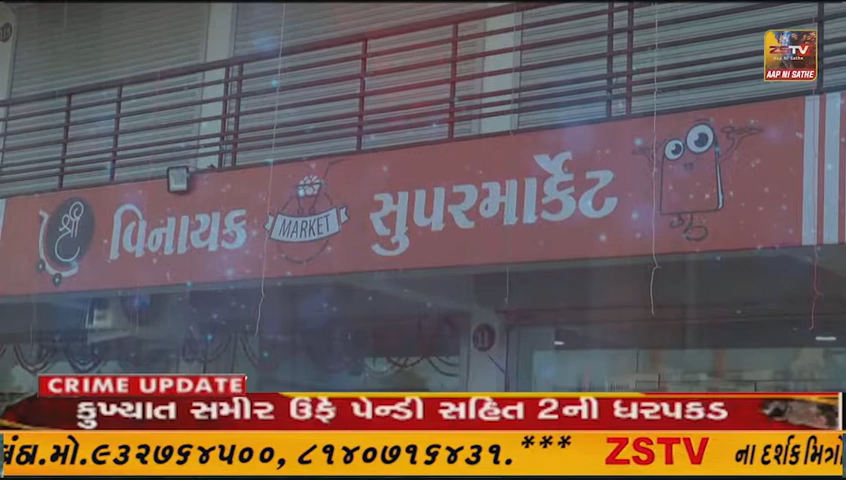 ZSTV
AAP NI SATHE
શ્રી વિનાયક MARKET સુપરમાર્કેટ
CRIME UPDATE
કુખ્યાત સમીર ઉર્ફે પેન્ડી સહિત 2ની ધરપકડ
મો.૯૩૨૭૬૪૫૦૦, ૮૧૪૦૭૧૬૪૩૧.*** ZSTV ના દર્શક મિત્રો